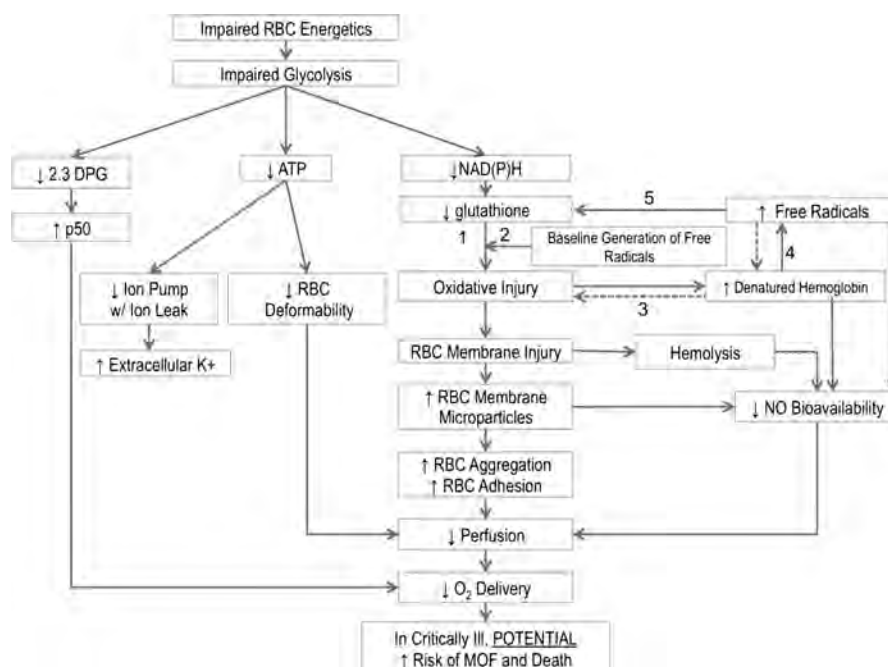 Impaired RBC Energetics
Impaired Glycolysis
↓ 2.3 DPG
↓ ATP
↓NAD(P)H
↑ p50
↓ glutathione
5
↑ Free Radicals
1
2
Baseline Generation of Free
Radicals
4
↓ Ion Pump
w/ Ion Leak
↓ RBC
Deformability
Oxidative Injury
↑ Denatured Hemoglobin
3
↑ Extracellular K+
RBC Membrane Injury
Hemolysis
↑ RBC Membrane
Microparticles
↓ NO Bioavailability
↑ RBC Aggregation
↑ RBC Adhesion
↓ Perfusion
↓ O₂ Delivery
In Critically Ill, POTENTIAL
↑ Risk of MOF and Death